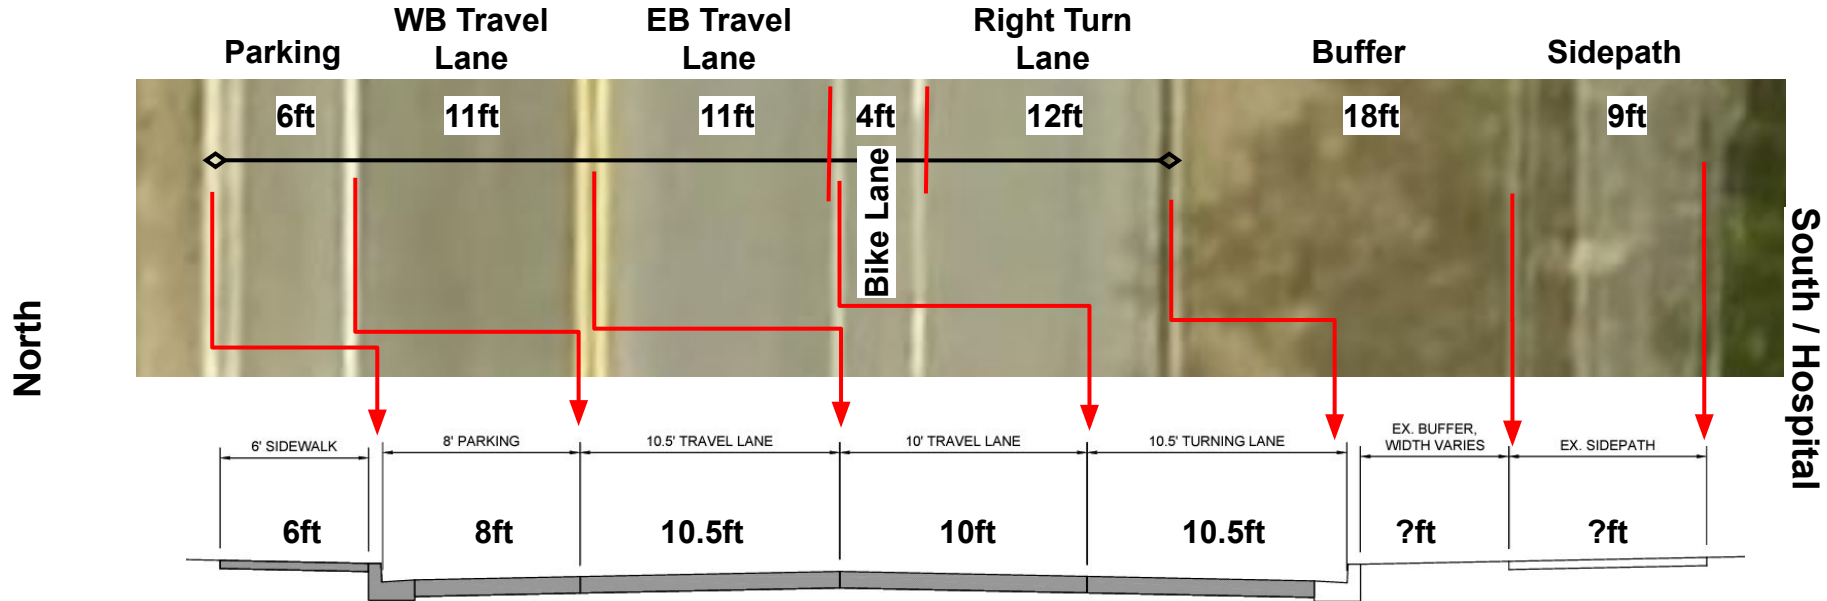 Parking
WB Travel
Lane
EB Travel
Lane
Right Turn
Lane
Buffer
Sidepath
6ft
11ft
11ft
4ft
12ft
18ft
9ft
Bike Lane
North
South / Hospital
6' SIDEWALK
8' PARKING
10.5' TRAVEL LANE
10' TRAVEL LANE
10.5' TURNING LANE
EX. BUFFER,
WIDTH VARIES
EX. SIDEPATH
6ft
8ft
10.5ft
10ft
10.5ft
?ft
?ft